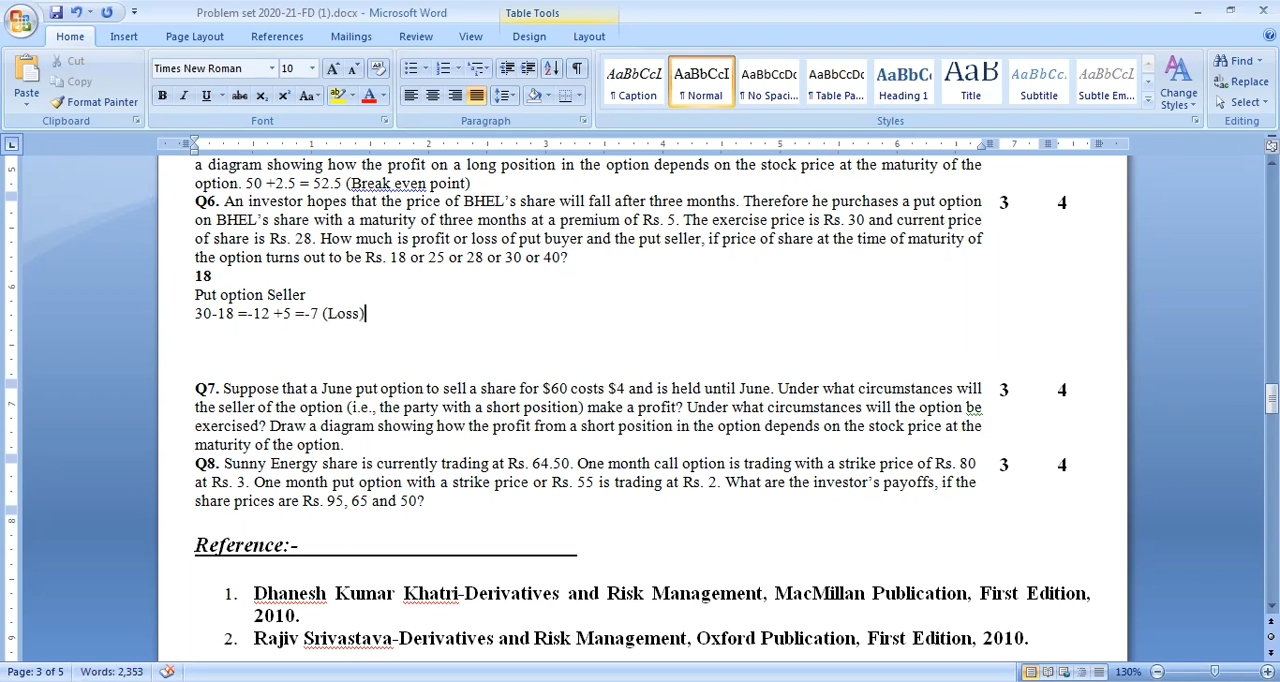 Problem set 2020-21-FD (1).docx - Microsoft Word
Table Tools
Home Insert Page Layout References Mailings Review View Design Layout
Paste
Cut
Copy
Format Painter
Clipboard
Times New Roman 10
Font
Paragraph
AaBbCcI AaBbCcI AaBbCcDc AaBbCcDc AaBbC AaB AaBbCc. AaBbCcI
¶ Caption ¶ Normal ¶ No Spaci... ¶ Table Pa... Heading 1 Title Subtitle Subtle Em...
Change Styles
Styles
Find
Replace
Select
Editing
1 2 3 4 5 6 7
a diagram showing how the profit on a long position in the option depends on the stock price at the maturity of the
option. 50 +2.5 = 52.5 (Break even point)
Q6. An investor hopes that the price of BHEL’s share will fall after three months. Therefore he purchases a put option 3 4
on BHEL’s share with a maturity of three months at a premium of Rs. 5. The exercise price is Rs. 30 and current price
of share is Rs. 28. How much is profit or loss of put buyer and the put seller, if price of share at the time of maturity of
the option turns out to be Rs. 18 or 25 or 28 or 30 or 40?
18
Put option Seller
30-18 =-12 +5 =-7 (Loss)
Q7. Suppose that a June put option to sell a share for $60 costs $4 and is held until June. Under what circumstances will 3 4
the seller of the option (i.e., the party with a short position) make a profit? Under what circumstances will the option be
exercised? Draw a diagram showing how the profit from a short position in the option depends on the stock price at the
maturity of the option.
Q8. Sunny Energy share is currently trading at Rs. 64.50. One month call option is trading with a strike price of Rs. 80 3 4
at Rs. 3. One month put option with a strike price or Rs. 55 is trading at Rs. 2. What are the investor’s payoffs, if the
share prices are Rs. 95, 65 and 50?
Reference:-
1. Dhanesh Kumar Khatri-Derivatives and Risk Management, MacMillan Publication, First Edition,
2010.
2. Rajiv Srivastava-Derivatives and Risk Management, Oxford Publication, First Edition, 2010.
Page: 3 of 5 Words: 2,353 130%